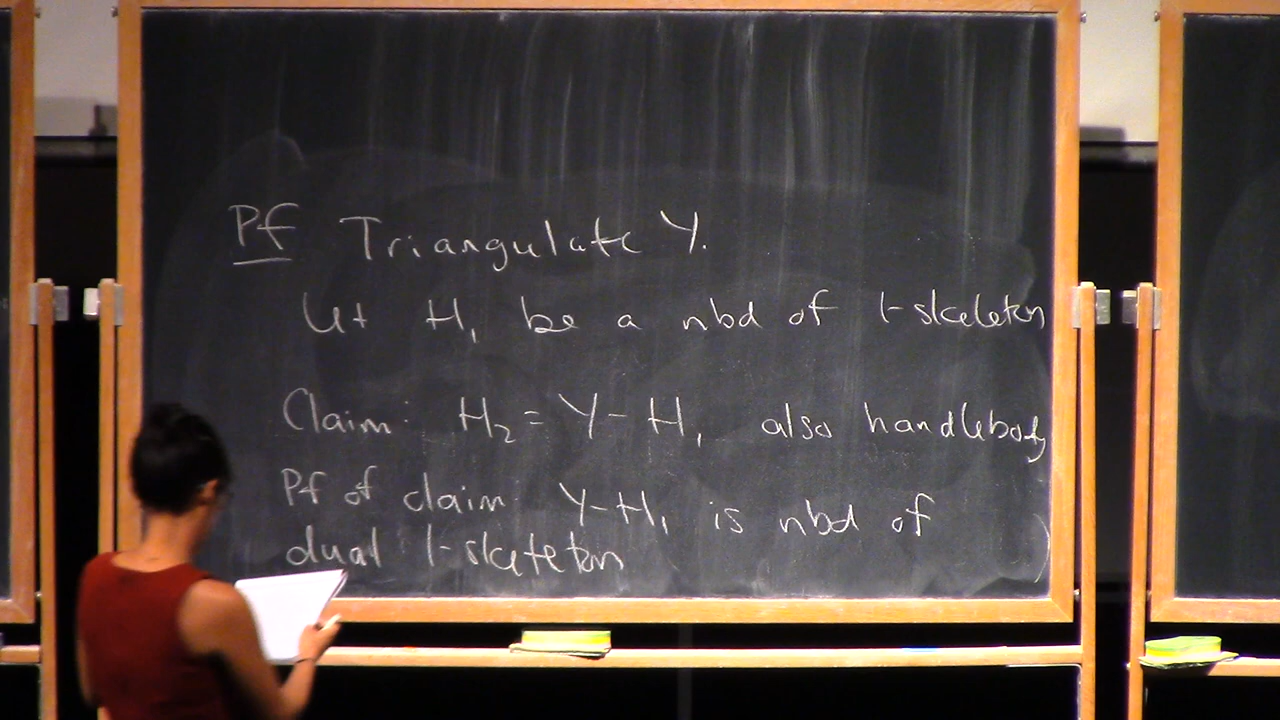 Pf Triangulate Y.
Let H₁ be a nbd of 1-skeleton
Claim: H₂ = Y - H₁ also handlebody
Pf of claim: Y-H₁ is nbd of
dual 1-skeleton